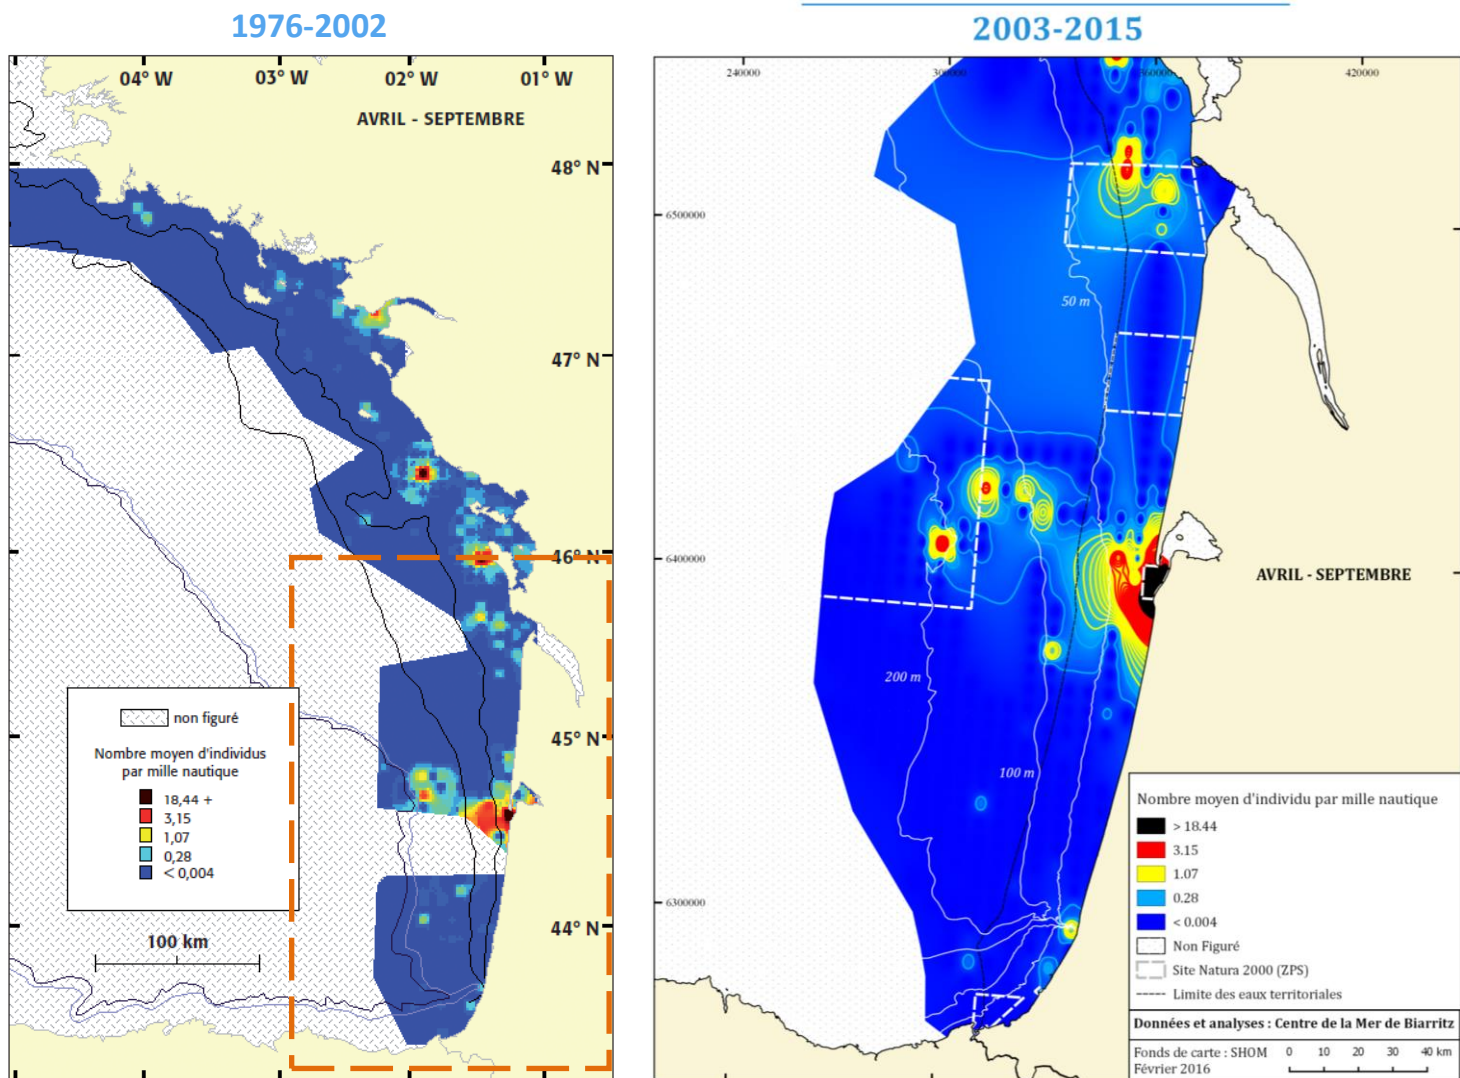 1976-2002
04° W
03° W
02° W
01° W
AVRIL - SEPTEMBRE
48° N
47° N
46° N
45° N
44° N
non figuré
Nombre moyen d'individus
par mille nautique
18,44 +
3,15
1,07
0,28
< 0,004
100 km
2003-2015
240000
300000
360000
420000
6500000
50 m
6400000
AVRIL - SEPTEMBRE
200 m
100 m
6300000
Nombre moyen d'individu par mille nautique
> 18.44
3.15
1.07
0.28
< 0.004
Non Figuré
Site Natura 2000 (ZPS)
Limite des eaux territoriales
Données et analyses : Centre de la Mer de Biarritz
Fonds de carte : SHOM
Février 2016
0 10 20 30 40 km